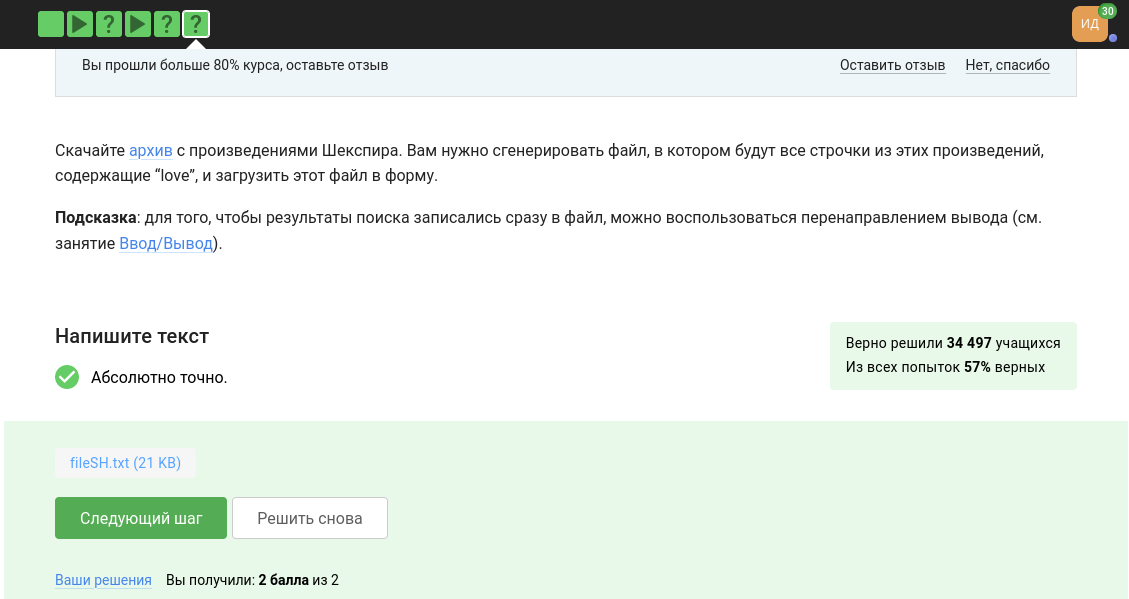 ? ? ?
ИД 30
Вы прошли больше 80% курса, оставьте отзыв Оставить отзыв Нет, спасибо
Скачайте архив с произведениями Шекспира. Вам нужно сгенерировать файл, в котором будут все строчки из этих произведений,
содержащие “love”, и загрузить этот файл в форму.
Подсказка: для того, чтобы результаты поиска записались сразу в файл, можно воспользоваться перенаправлением вывода (см.
занятие Ввод/Вывод).
Напишите текст
Абсолютно точно.
Верно решили 34 497 учащихся
Из всех попыток 57% верных
fileSH.txt (21 KB)
Следующий шаг Решить снова
Ваши решения Вы получили: 2 балла из 2